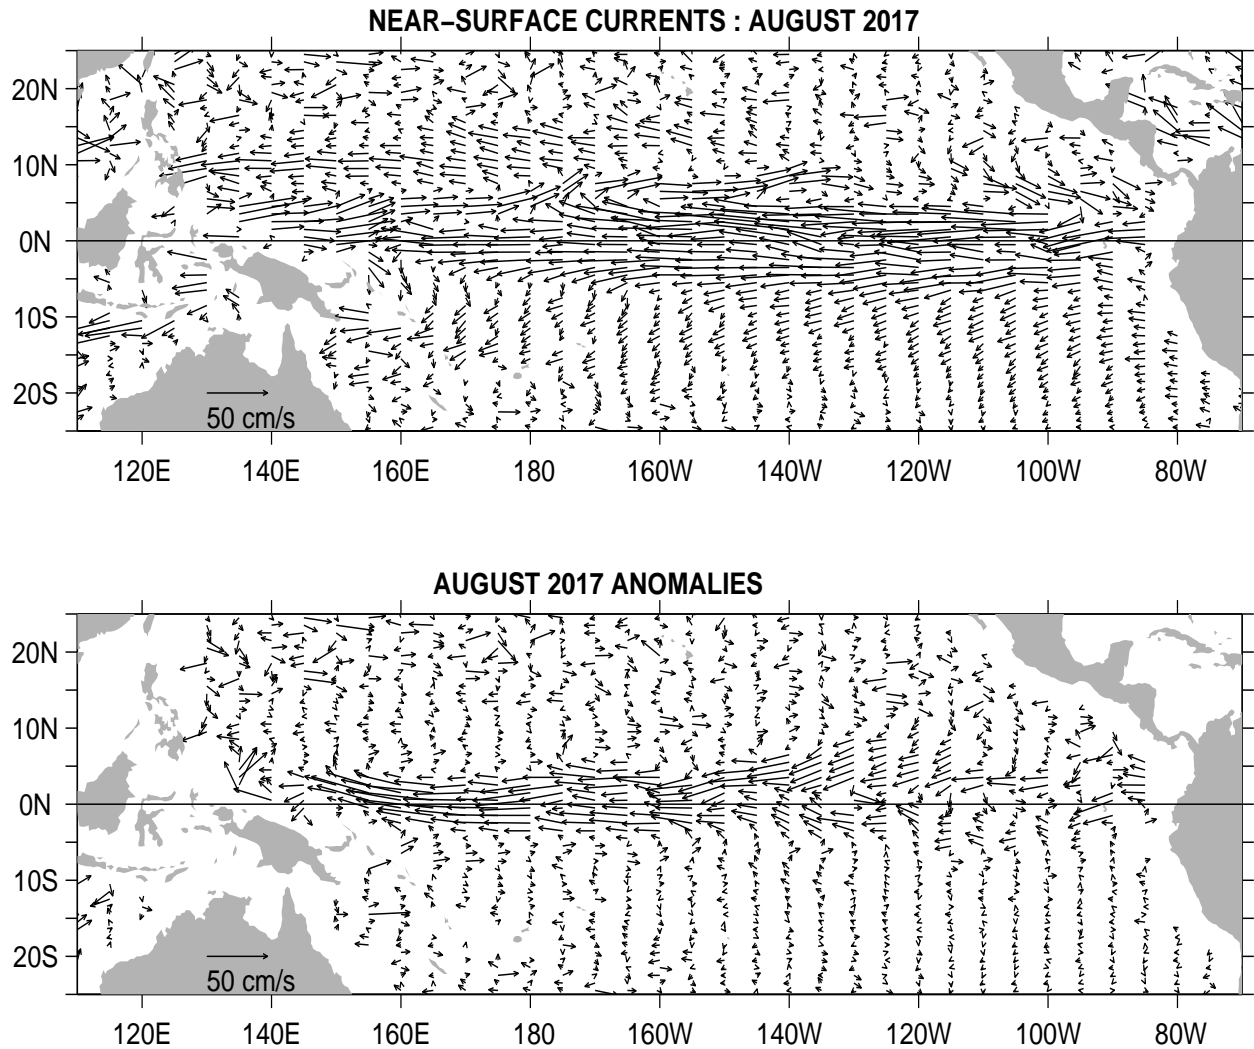 NEAR–SURFACE CURRENTS : AUGUST 2017
20N
10N
0N
10S
20S
50 cm/s
120E 140E 160E 180 160W 140W 120W 100W 80W
AUGUST 2017 ANOMALIES
20N
10N
0N
10S
20S
50 cm/s
120E 140E 160E 180 160W 140W 120W 100W 80W